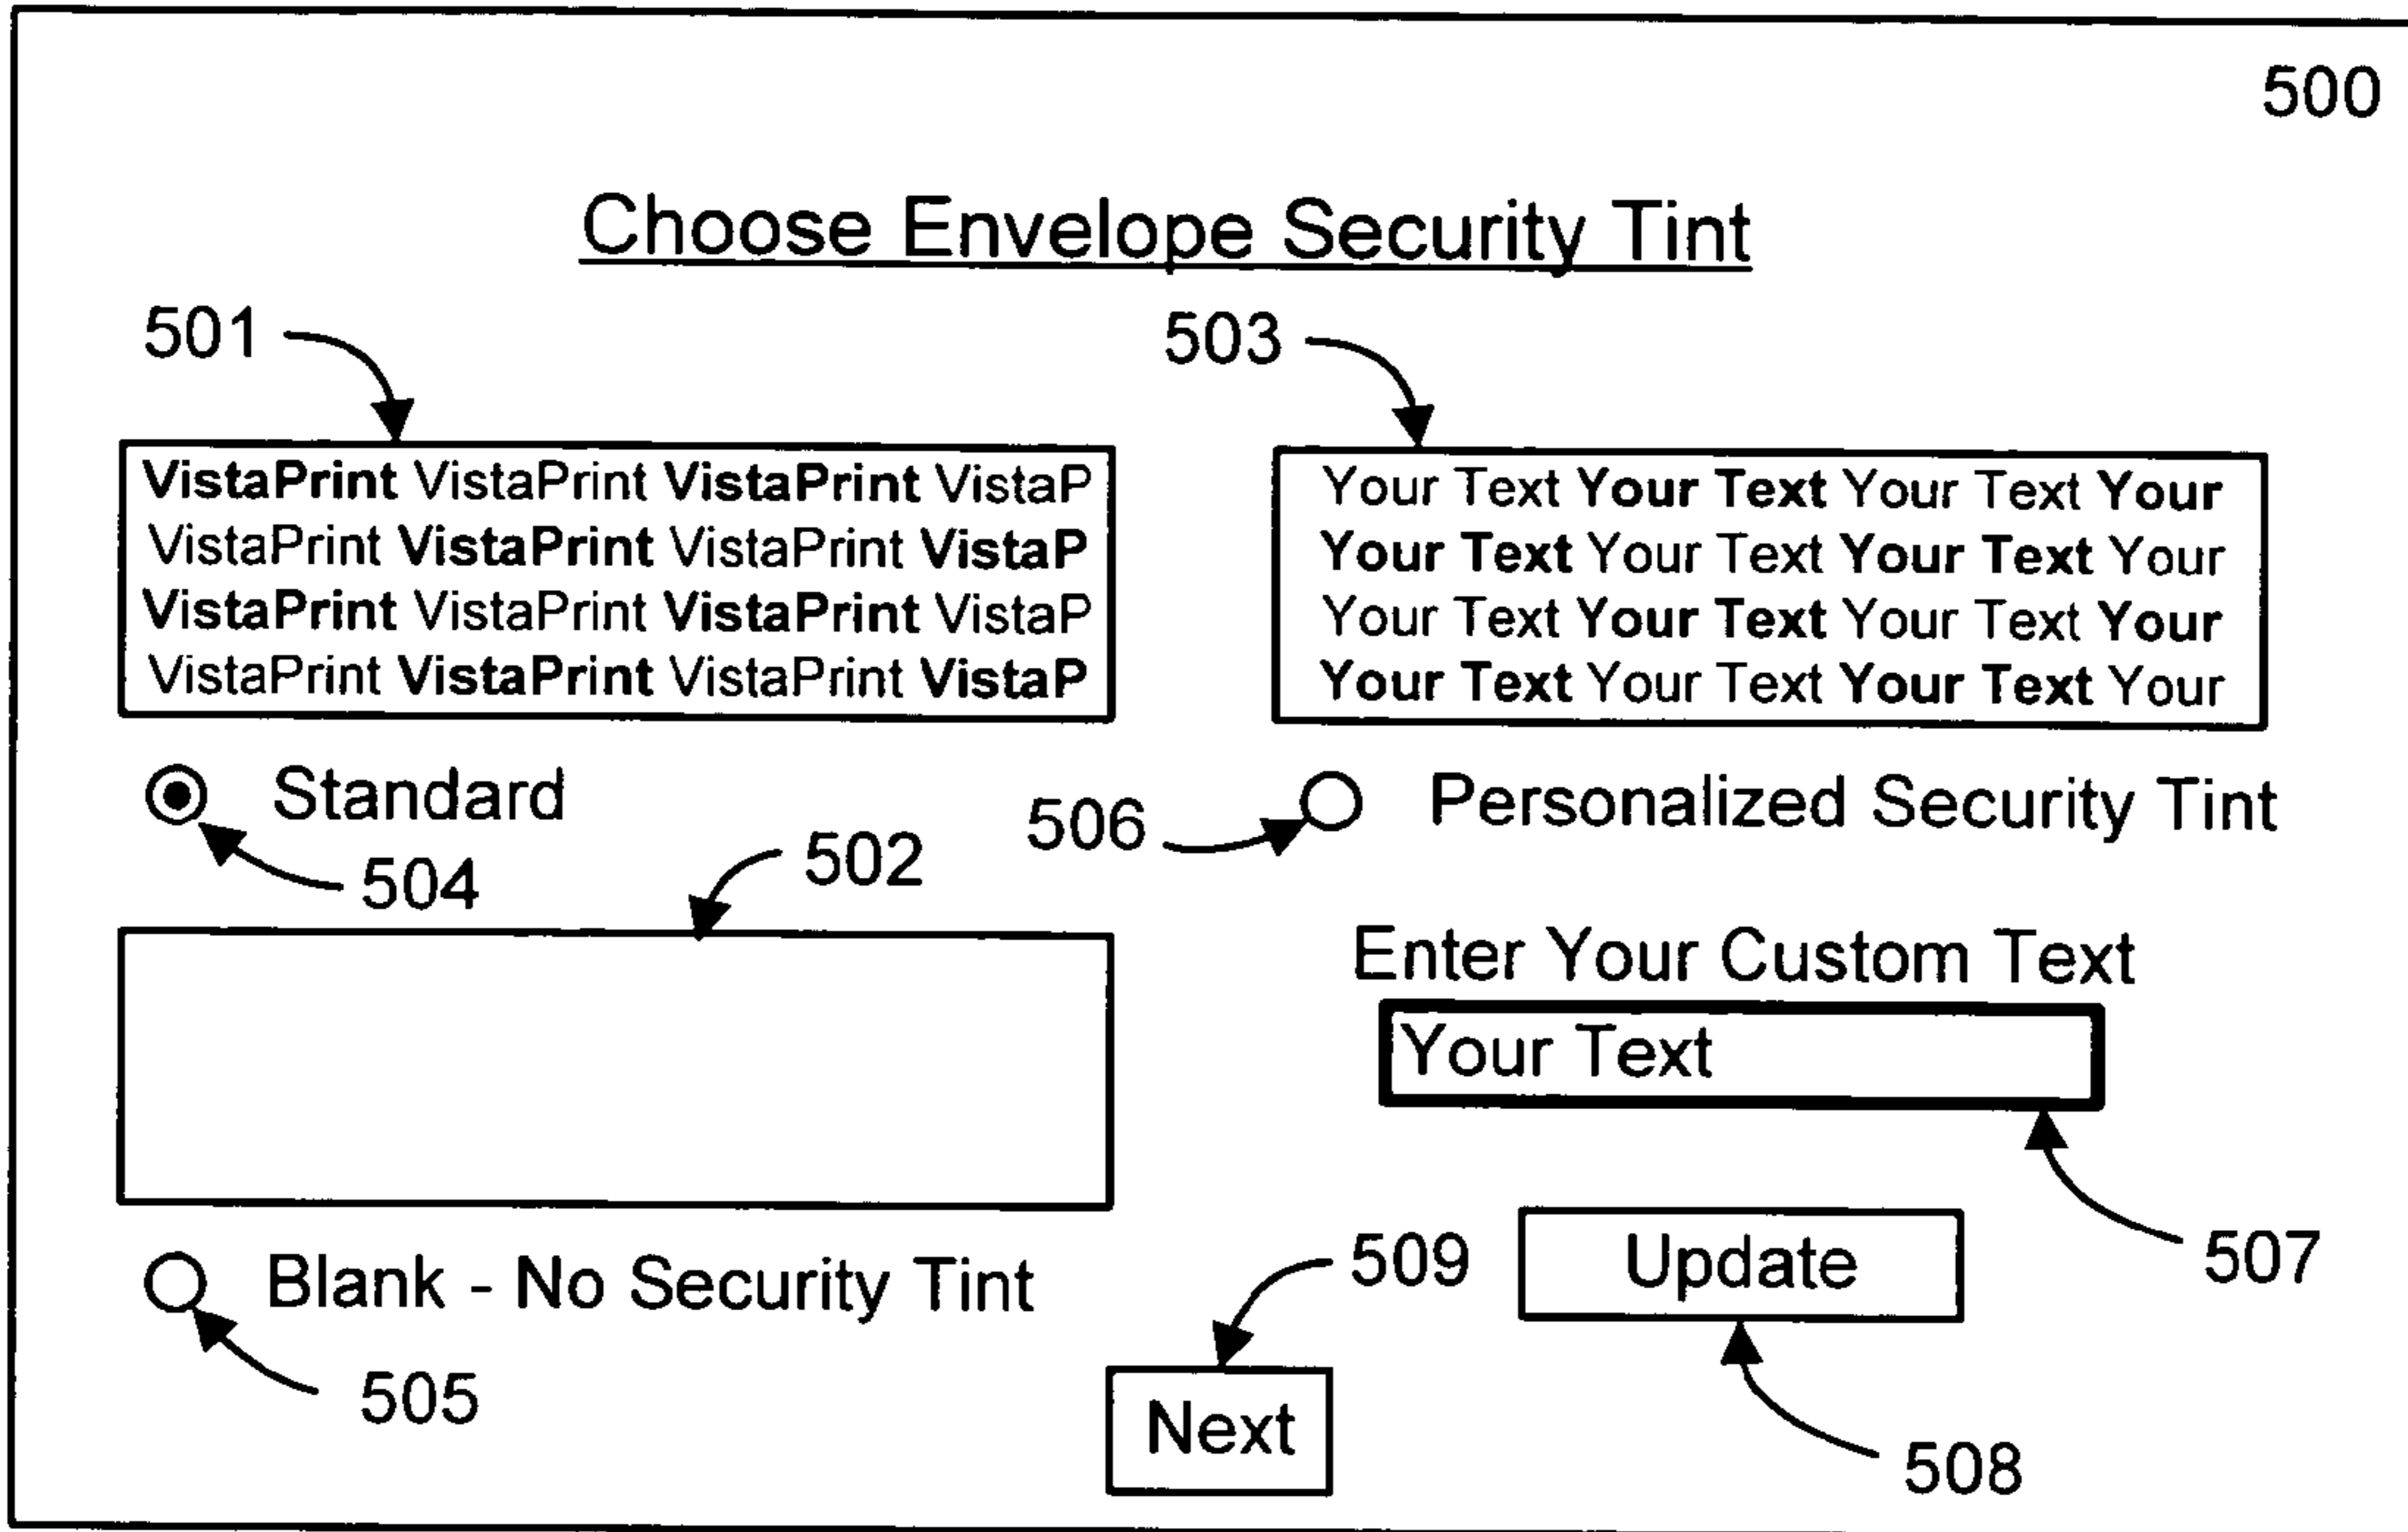 500
Choose Envelope Security Tint
501
503
VistaPrint VistaPrint VistaPrint VistaP
VistaPrint VistaPrint VistaPrint VistaP
VistaPrint VistaPrint VistaPrint VistaP
VistaPrint VistaPrint VistaPrint VistaP
Your Text Your Text Your Text Your
Your Text Your Text Your Text Your
Your Text Your Text Your Text Your
Your Text Your Text Your Text Your
Standard
504
506
Personalized Security Tint
502
Enter Your Custom Text
Your Text
507
Blank - No Security Tint
505
509
Update
508
Next